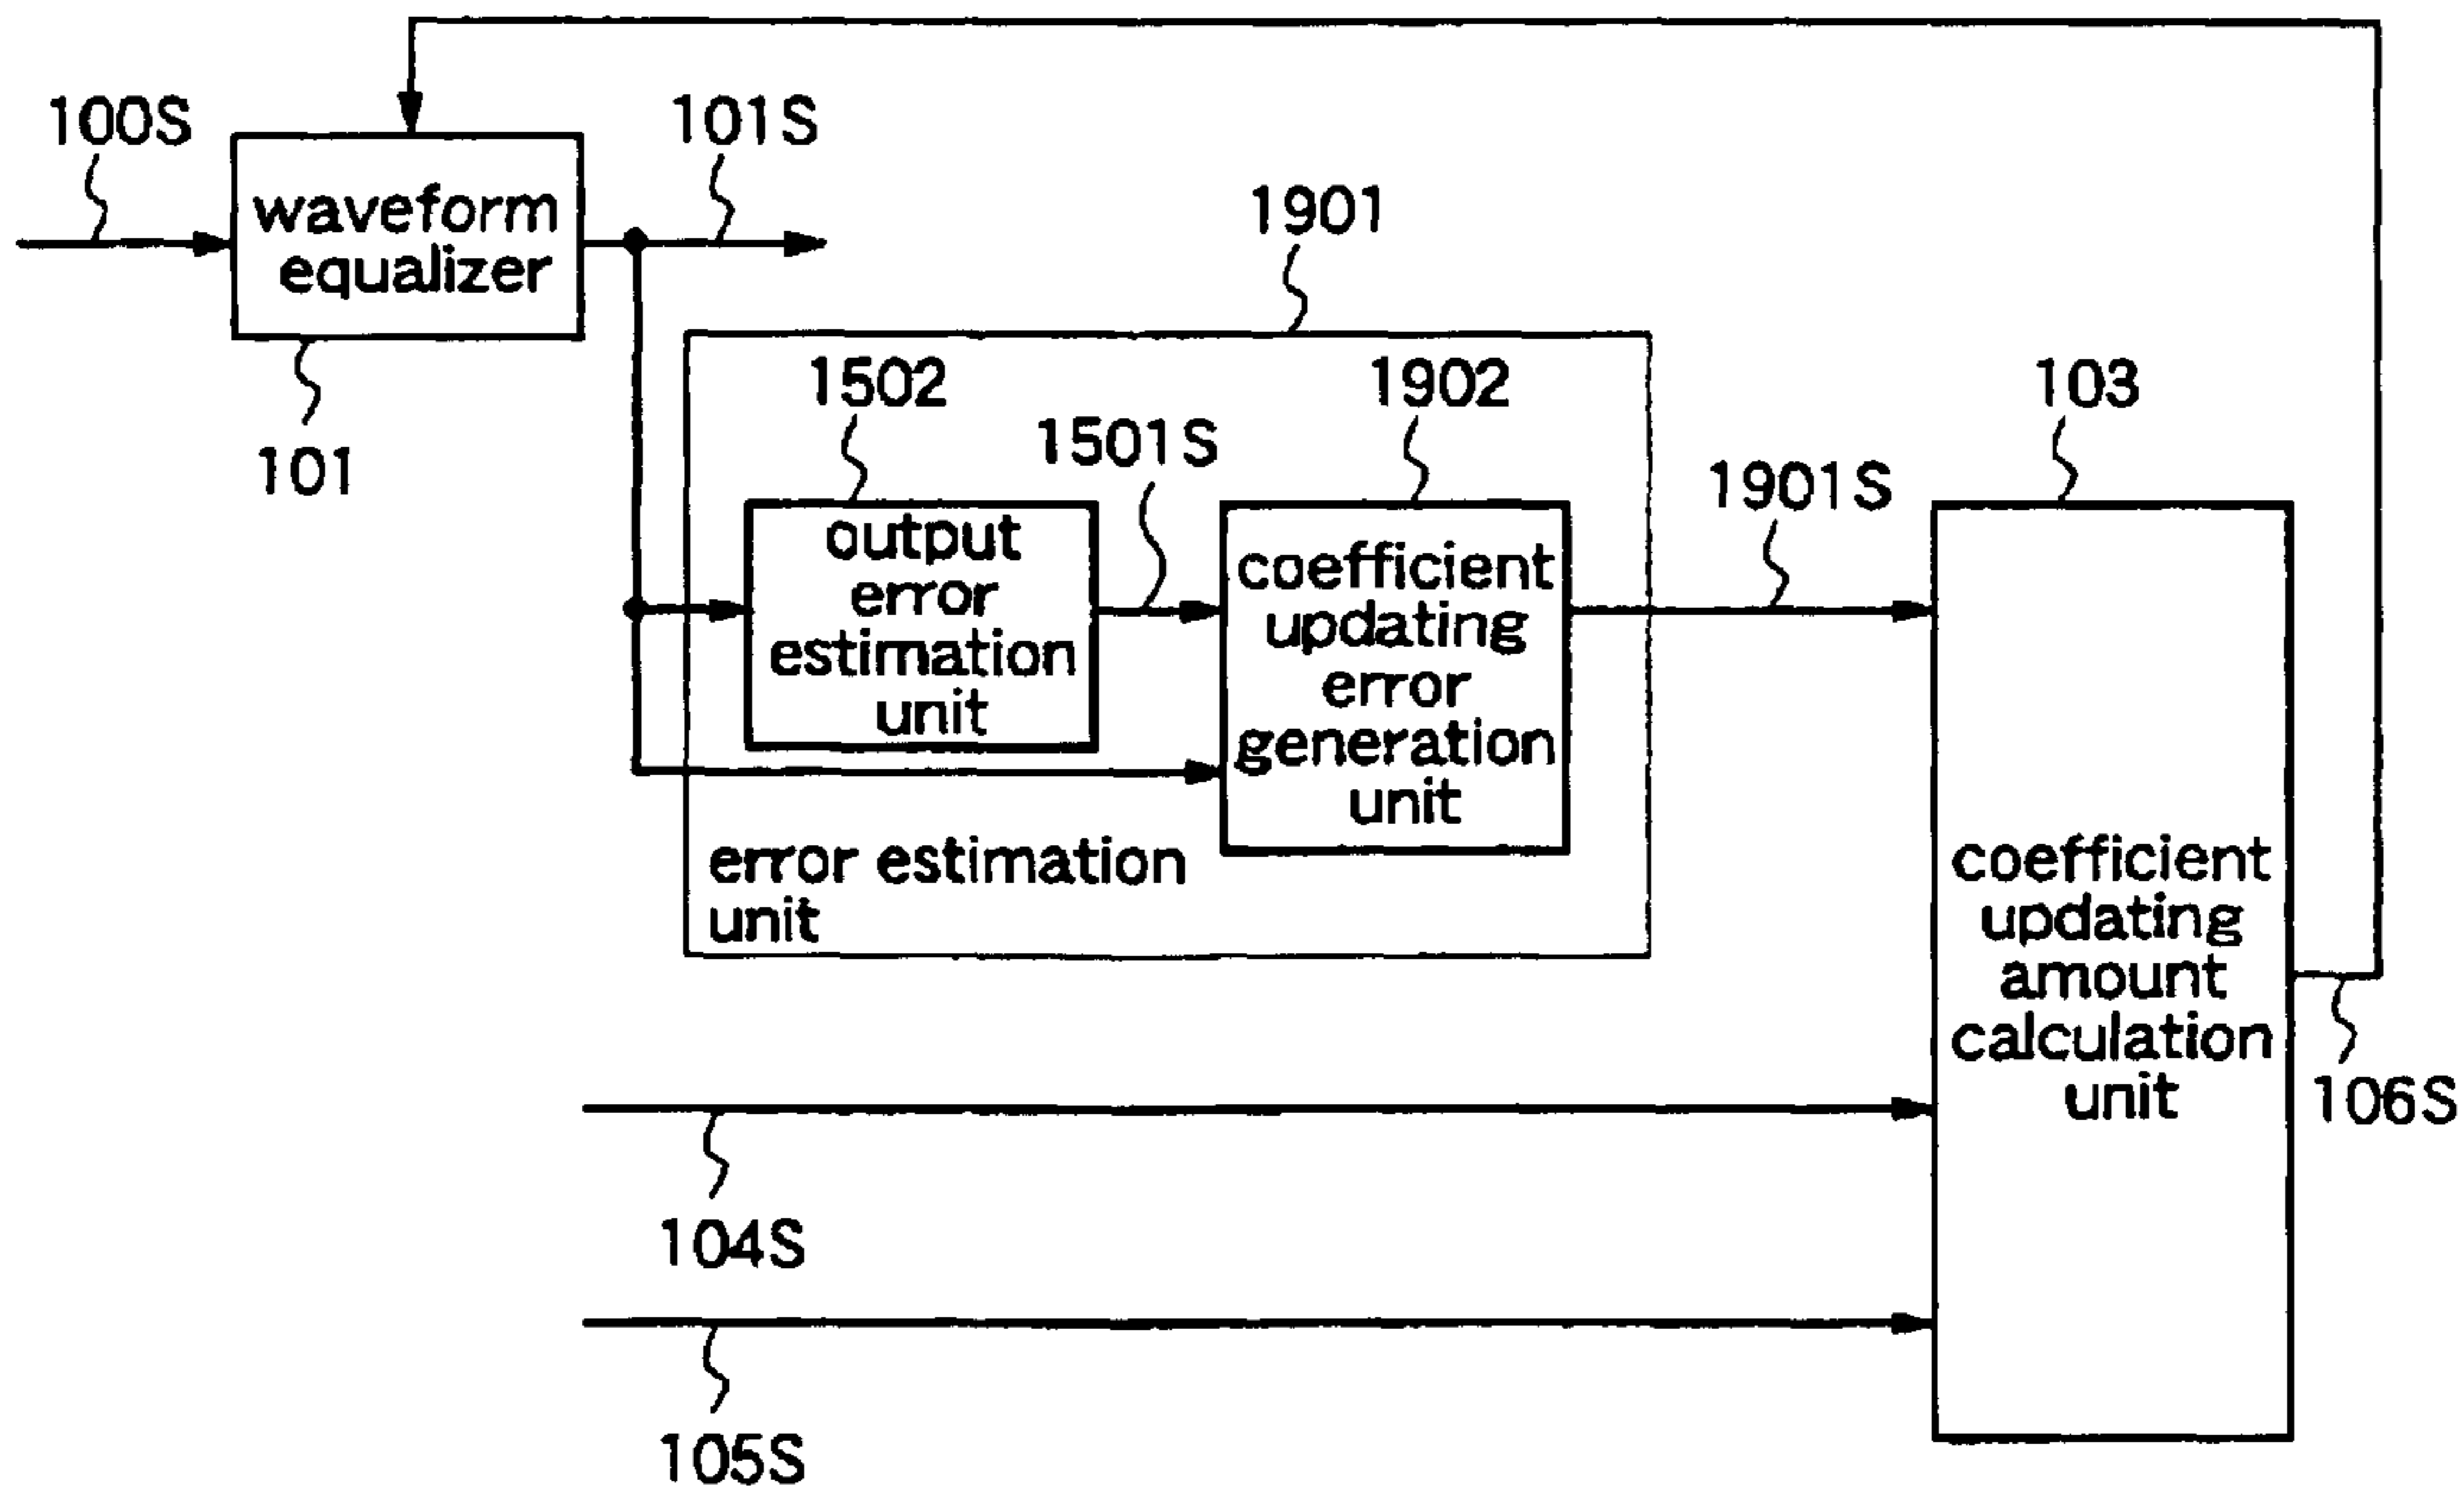 100S
101S
waveform
equalizer
101
1901
1502
1902
1501S
103
1901S
output
error
estimation
unit
coefficient
updating
error
generation
unit
error estimation
unit
coefficient
updating
amount
calculation
unit
106S
104S
105S